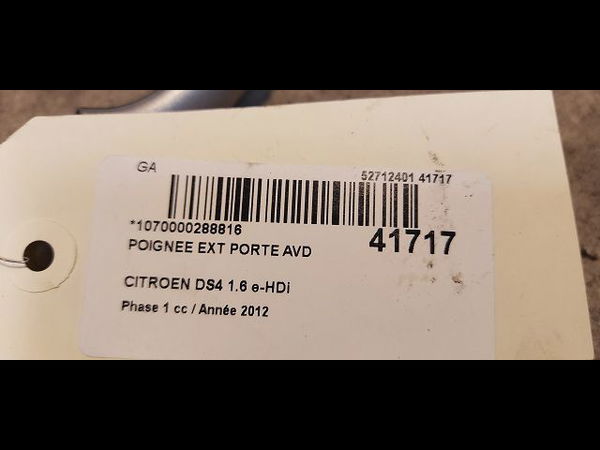 GA
52712401 41717
*1070000288816
41717
POIGNEE EXT PORTE AVD
CITROEN DS4 1.6 e-HDi
Phase 1 cc / Année 2012